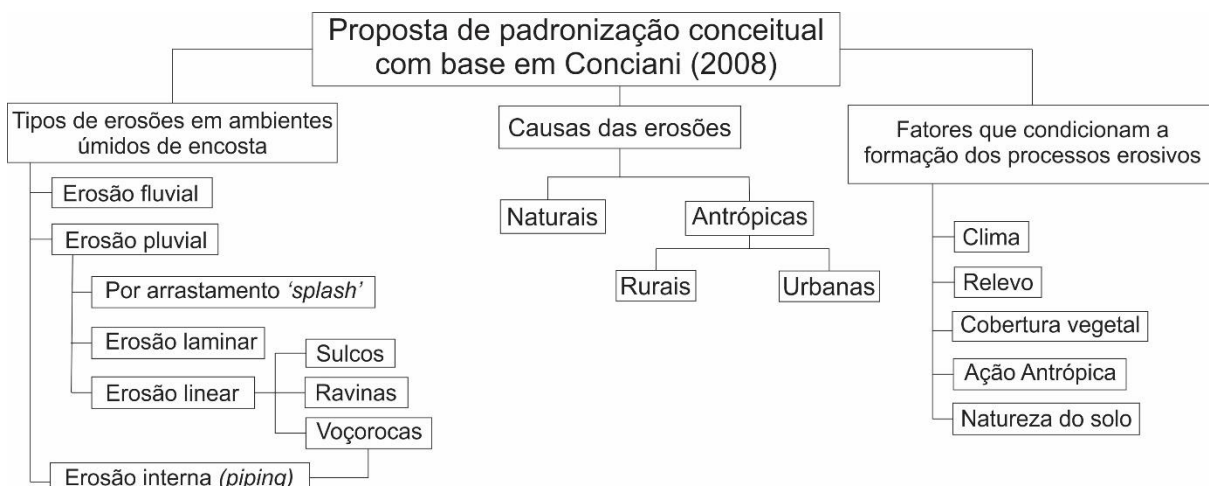 Proposta de padronização conceitual
com base em Conciani (2008)
Tipos de erosões em ambientes
úmidos de encosta
Erosão fluvial
Erosão pluvial
Por arrastamento ‘splash’
Erosão laminar
Erosão linear
Sulcos
Ravinas
Voçorocas
Erosão interna (piping)
Causas das erosões
Naturais
Antrópicas
Rurais
Urbanas
Fatores que condicionam a
formação dos processos erosivos
Clima
Relevo
Cobertura vegetal
Ação Antrópica
Natureza do solo